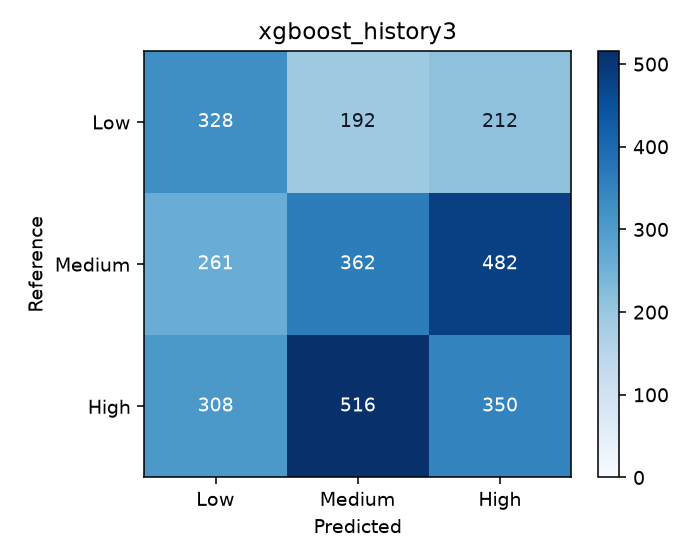 xgboost_history3
Low 328 192 212
Medium 261 362 482
High 308 516 350
Low Medium High
Predicted
Reference
500
400
300
200
100
0